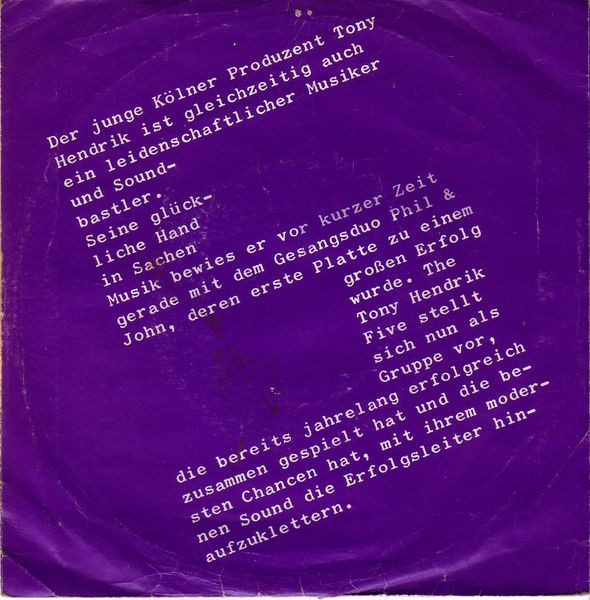 Der junge Kölner Produzent Tony
Hendrik ist gleichzeitig auch
ein leidenschaftlicher Musiker
und Sound-
bastler.
Seine glück-
liche Hand
in Sachen
Musik bewies er vor kurzer Zeit
gerade mit dem Gesangsduo Phil &
John, deren erste Platte zu einem
großen Erfolg
wurde. The
Tony Hendrik
Five stellt
sich nun als
Gruppe vor,
die bereits jahrelang erfolgreich
zusammen gespielt hat und die be-
sten Chancen hat, mit ihrem moder-
nen Sound die Erfolgsleiter hin-
aufzuklettern.